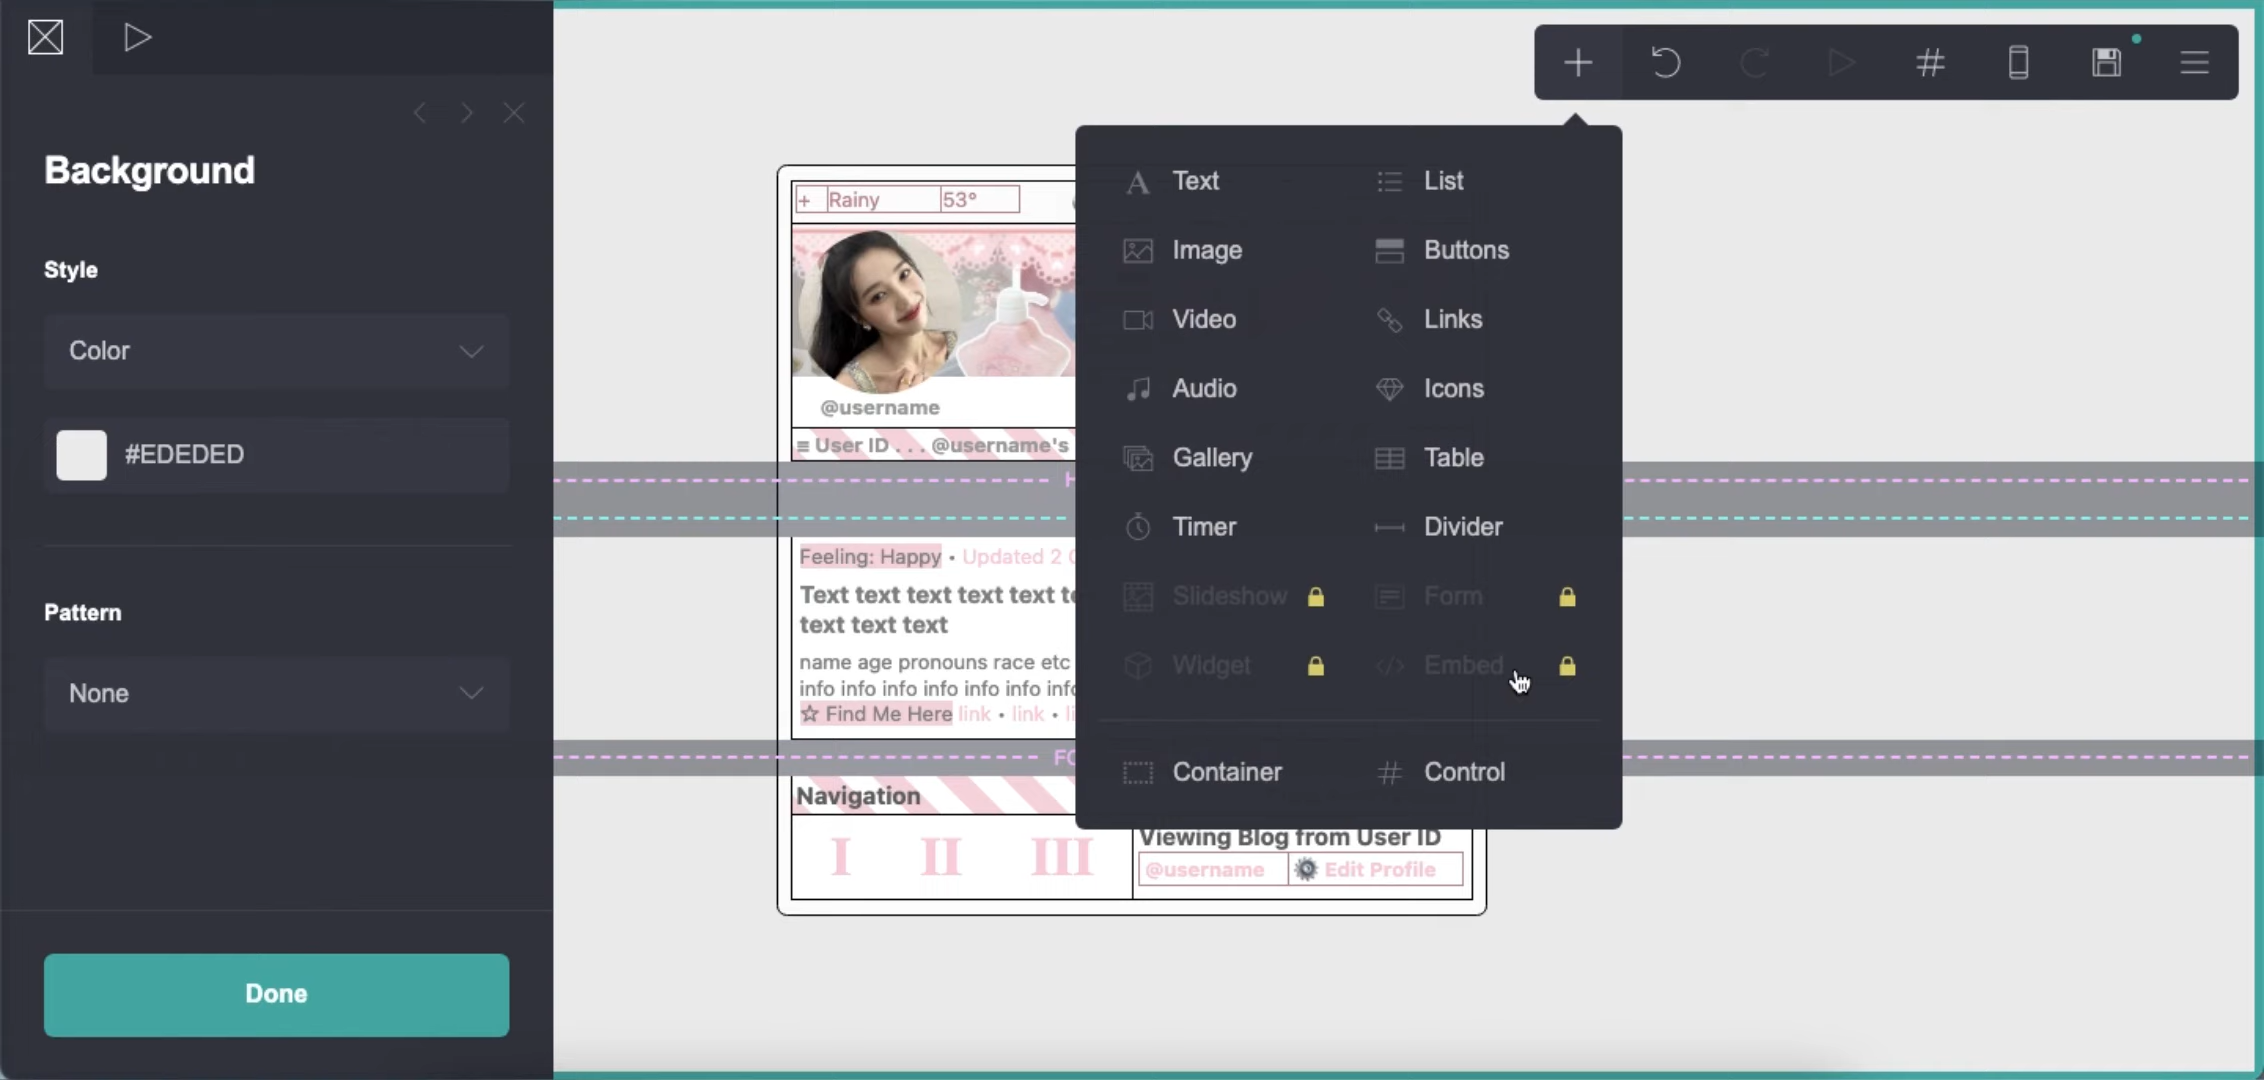 Background
Style
Color
#EDEDED
Pattern
None
Done
+ Rainy 53°
@username
≡ User ID . . . @username's
Feeling: Happy • Updated 2
Text text text text text
text text text
name age pronouns race etc
info info info info info info
☆ Find Me Here link • link •
Navigation
I II III
Viewing Blog from User ID
@username Edit Profile
Text List
Image Buttons
Video Links
Audio Icons
Gallery Table
Timer Divider
Slideshow Form
Widget Embed
Container Control